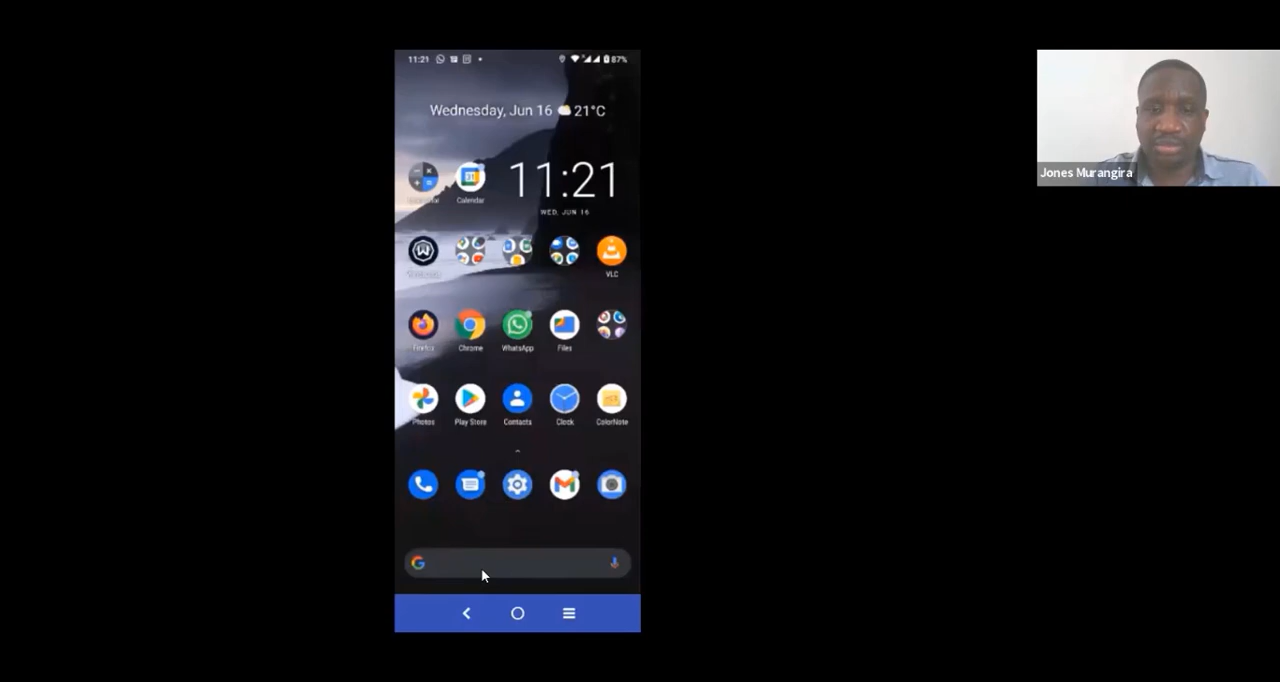 11:21 87%
Wednesday, Jun 16 21°C
31
Calendar
11:21
WED, JUN 16
VLC
Firefox Chrome WhatsApp Files
Photos Play Store Contacts Clock ColorNote
Jones Murangira